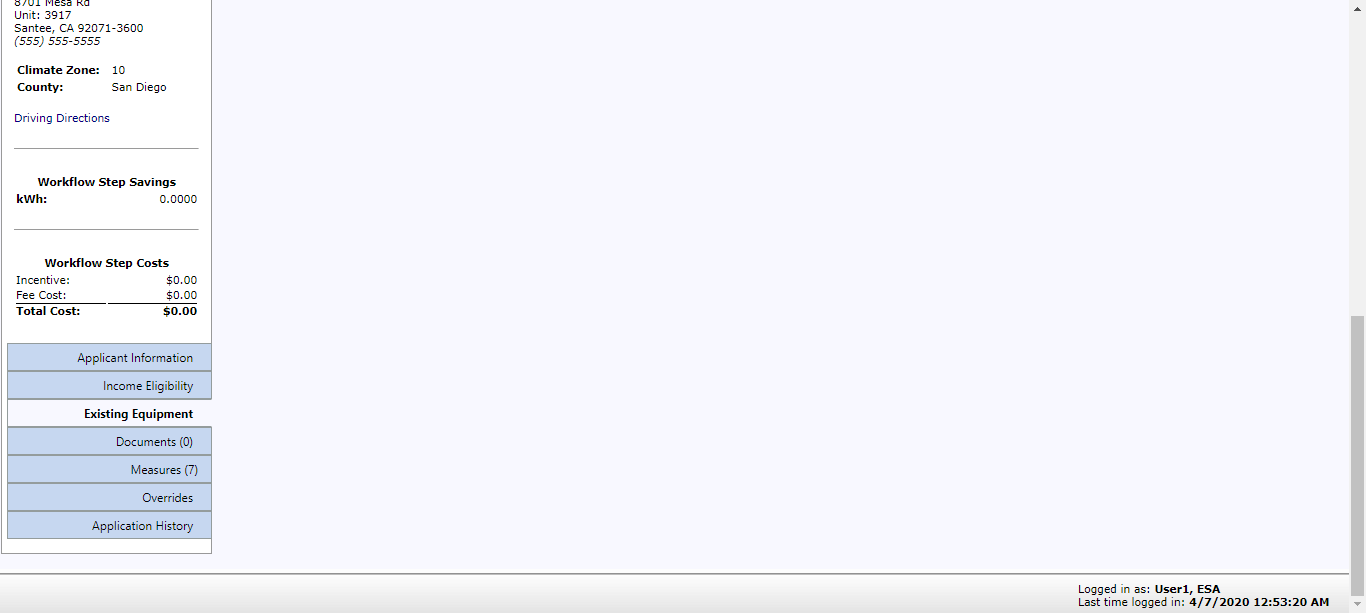 8701 Mesa Rd
Unit: 3917
Santee, CA 92071-3600
(555) 555-5555
Climate Zone: 10
County: San Diego
Driving Directions
Workflow Step Savings
kWh: 0.0000
Workflow Step Costs
Incentive: $0.00
Fee Cost: $0.00
Total Cost: $0.00
Applicant Information
Income Eligibility
Existing Equipment
Documents (0)
Measures (7)
Overrides
Application History
Logged in as: User1, ESA
Last time logged in: 4/7/2020 12:53:20 AM